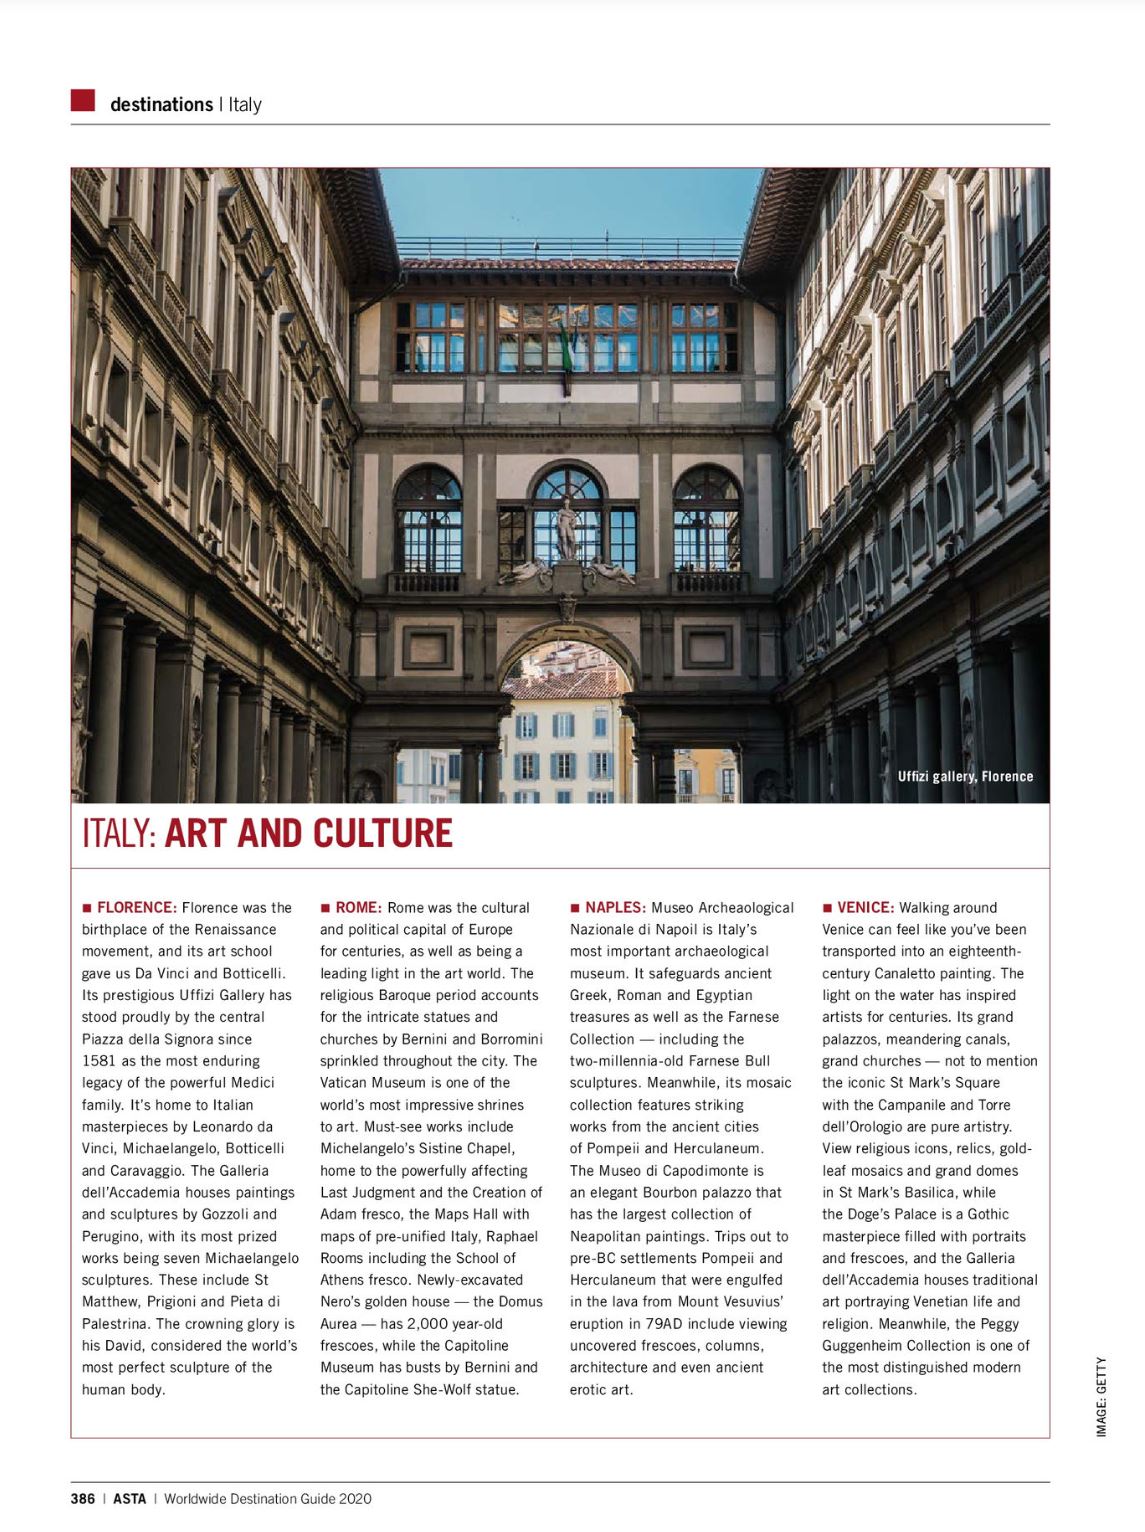 destinations | Italy
Uffizi gallery, Florence
ITALY: ART AND CULTURE
■ FLORENCE: Florence was the
birthplace of the Renaissance
movement, and its art school
gave us Da Vinci and Botticelli.
Its prestigious Uffizi Gallery has
stood proudly by the central
Piazza della Signora since
1581 as the most enduring
legacy of the powerful Medici
family. It's home to Italian
masterpieces by Leonardo da
Vinci, Michaelangelo, Botticelli
and Caravaggio. The Galleria
dell'Accademia houses paintings
and sculptures by Gozzoli and
Perugino, with its most prized
works being seven Michaelangelo
sculptures. These include St
Matthew, Prigioni and Pieta di
Palestrina. The crowning glory is
his David, considered the world's
most perfect sculpture of the
human body.
■ ROME: Rome was the cultural
and political capital of Europe
for centuries, as well as being a
leading light in the art world. The
religious Baroque period accounts
for the intricate statues and
churches by Bernini and Borromini
sprinkled throughout the city. The
Vatican Museum is one of the
world's most impressive shrines
to art. Must-see works include
Michelangelo's Sistine Chapel,
home to the powerfully affecting
Last Judgment and the Creation of
Adam fresco, the Maps Hall with
maps of pre-unified Italy, Raphael
Rooms including the School of
Athens fresco. Newly-excavated
Nero's golden house — the Domus
Aurea — has 2,000 year-old
frescoes, while the Capitoline
Museum has busts by Bernini and
the Capitoline She-Wolf statue.
■ NAPLES: Museo Archeaological
Nazionale di Napoil is Italy's
most important archaeological
museum. It safeguards ancient
Greek, Roman and Egyptian
treasures as well as the Farnese
Collection — including the
two-millennia-old Farnese Bull
sculptures. Meanwhile, its mosaic
collection features striking
works from the ancient cities
of Pompeii and Herculaneum.
The Museo di Capodimonte is
an elegant Bourbon palazzo that
has the largest collection of
Neapolitan paintings. Trips out to
pre-BC settlements Pompeii and
Herculaneum that were engulfed
in the lava from Mount Vesuvius'
eruption in 79AD include viewing
uncovered frescoes, columns,
architecture and even ancient
erotic art.
■ VENICE: Walking around
Venice can feel like you've been
transported into an eighteenth-
century Canaletto painting. The
light on the water has inspired
artists for centuries. Its grand
palazzos, meandering canals,
grand churches — not to mention
the iconic St Mark's Square
with the Campanile and Torre
dell'Orologio are pure artistry.
View religious icons, relics, gold-
leaf mosaics and grand domes
in St Mark's Basilica, while
the Doge's Palace is a Gothic
masterpiece filled with portraits
and frescoes, and the Galleria
dell'Accademia houses traditional
art portraying Venetian life and
religion. Meanwhile, the Peggy
Guggenheim Collection is one of
the most distinguished modern
art collections.
IMAGE: GETTY
386 | ASTA | Worldwide Destination Guide 2020